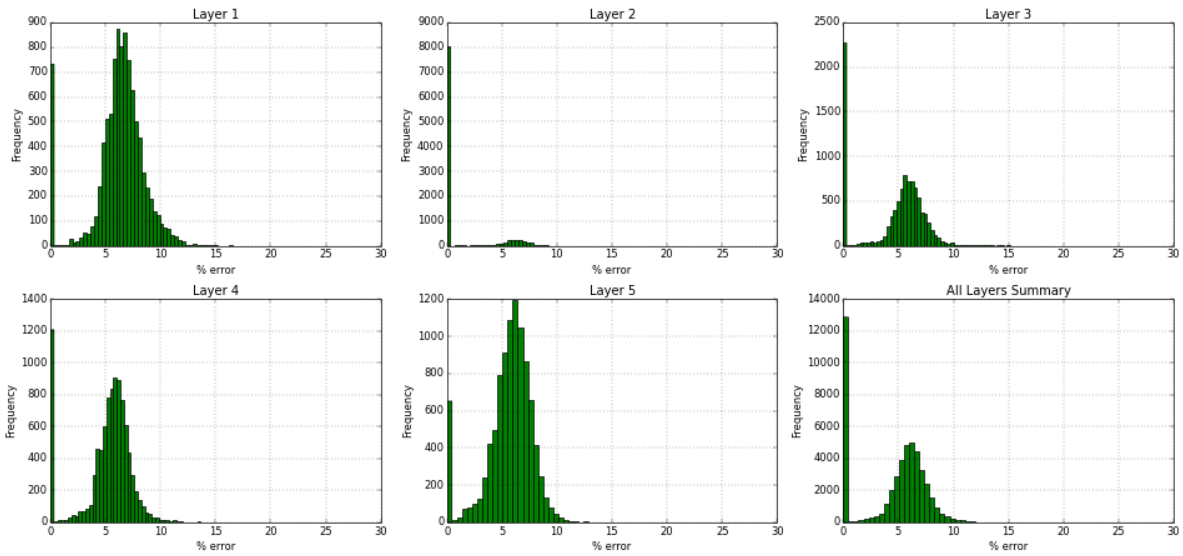 Layer 1
900
800
700
600
500
400
300
200
100
0
Frequency
0 5 10 15 20 25 30
% error
Layer 2
9000
8000
7000
6000
5000
4000
3000
2000
1000
0
Frequency
0 5 10 15 20 25 30
% error
Layer 3
2500
2000
1500
1000
500
0
Frequency
0 5 10 15 20 25 30
% error
Layer 4
1400
1200
1000
800
600
400
200
0
Frequency
0 5 10 15 20 25 30
% error
Layer 5
1200
1000
800
600
400
200
0
Frequency
0 5 10 15 20 25 30
% error
All Layers Summary
14000
12000
10000
8000
6000
4000
2000
0
Frequency
0 5 10 15 20 25 30
% error